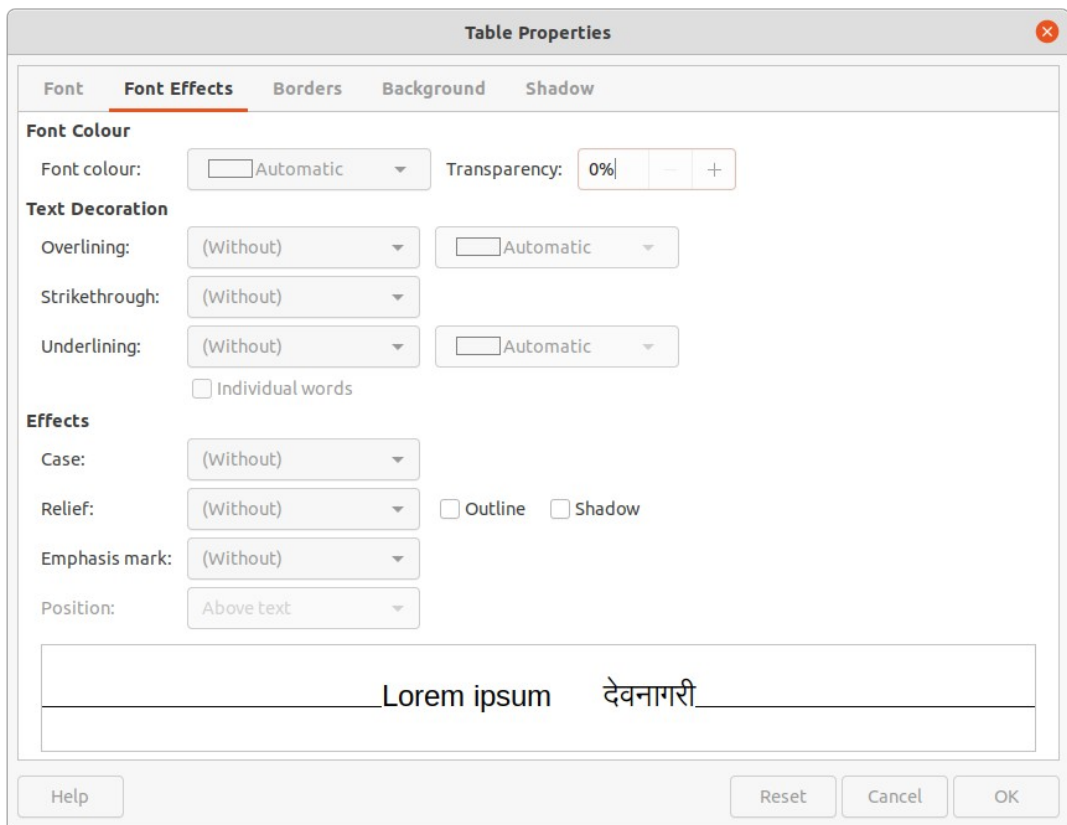 Table Properties
Font Font Effects Borders Background Shadow
Font Colour
Font colour: Automatic Transparency: 0% − +
Text Decoration
Overlining: (Without) Automatic
Strikethrough: (Without)
Underlining: (Without) Automatic
Individual words
Effects
Case: (Without)
Relief: (Without) Outline Shadow
Emphasis mark: (Without)
Position: Above text
Lorem ipsum देवनागरी
Help Reset Cancel OK